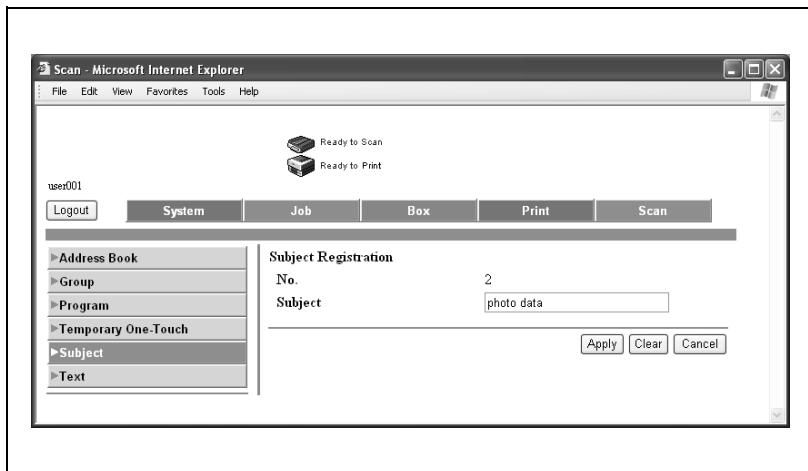 Scan - Microsoft Internet Explorer
File Edit View Favorites Tools Help
Ready to Scan
Ready to Print
user001
Logout System Job Box Print Scan
Address Book
Group
Program
Temporary One-Touch
Subject
Text
Subject Registration
No. 2
Subject photo data
Apply Clear Cancel